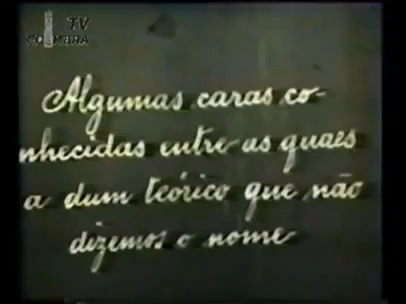 TV
COIMBRA
Algumas caras co-
nhecidas entre as quaes
a dum teórico que não
dizemos o nome